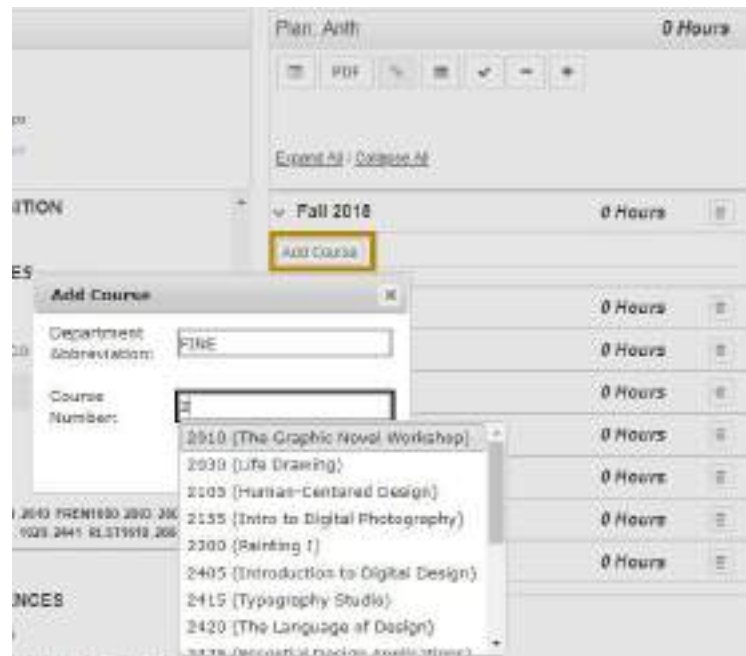 Plan: Anth 0 Hours
PDF
Expand All / Collapse All
ITION
Fall 2018 0 Hours
Add Course
ES
Add Course
0 Hours
Department
Abbreviation:
FINE
0 Hours
Course
Number:
2
0 Hours
0 Hours
2010 (The Graphic Novel Workshop)
2030 (Life Drawing)
0 Hours
2105 (Human-Centered Design)
2135 (Intro to Digital Photography)
0 Hours
2300 (Painting I)
0 Hours
2405 (Introduction to Digital Design)
NCES
2415 (Typography Studio)
2420 (The Language of Design)